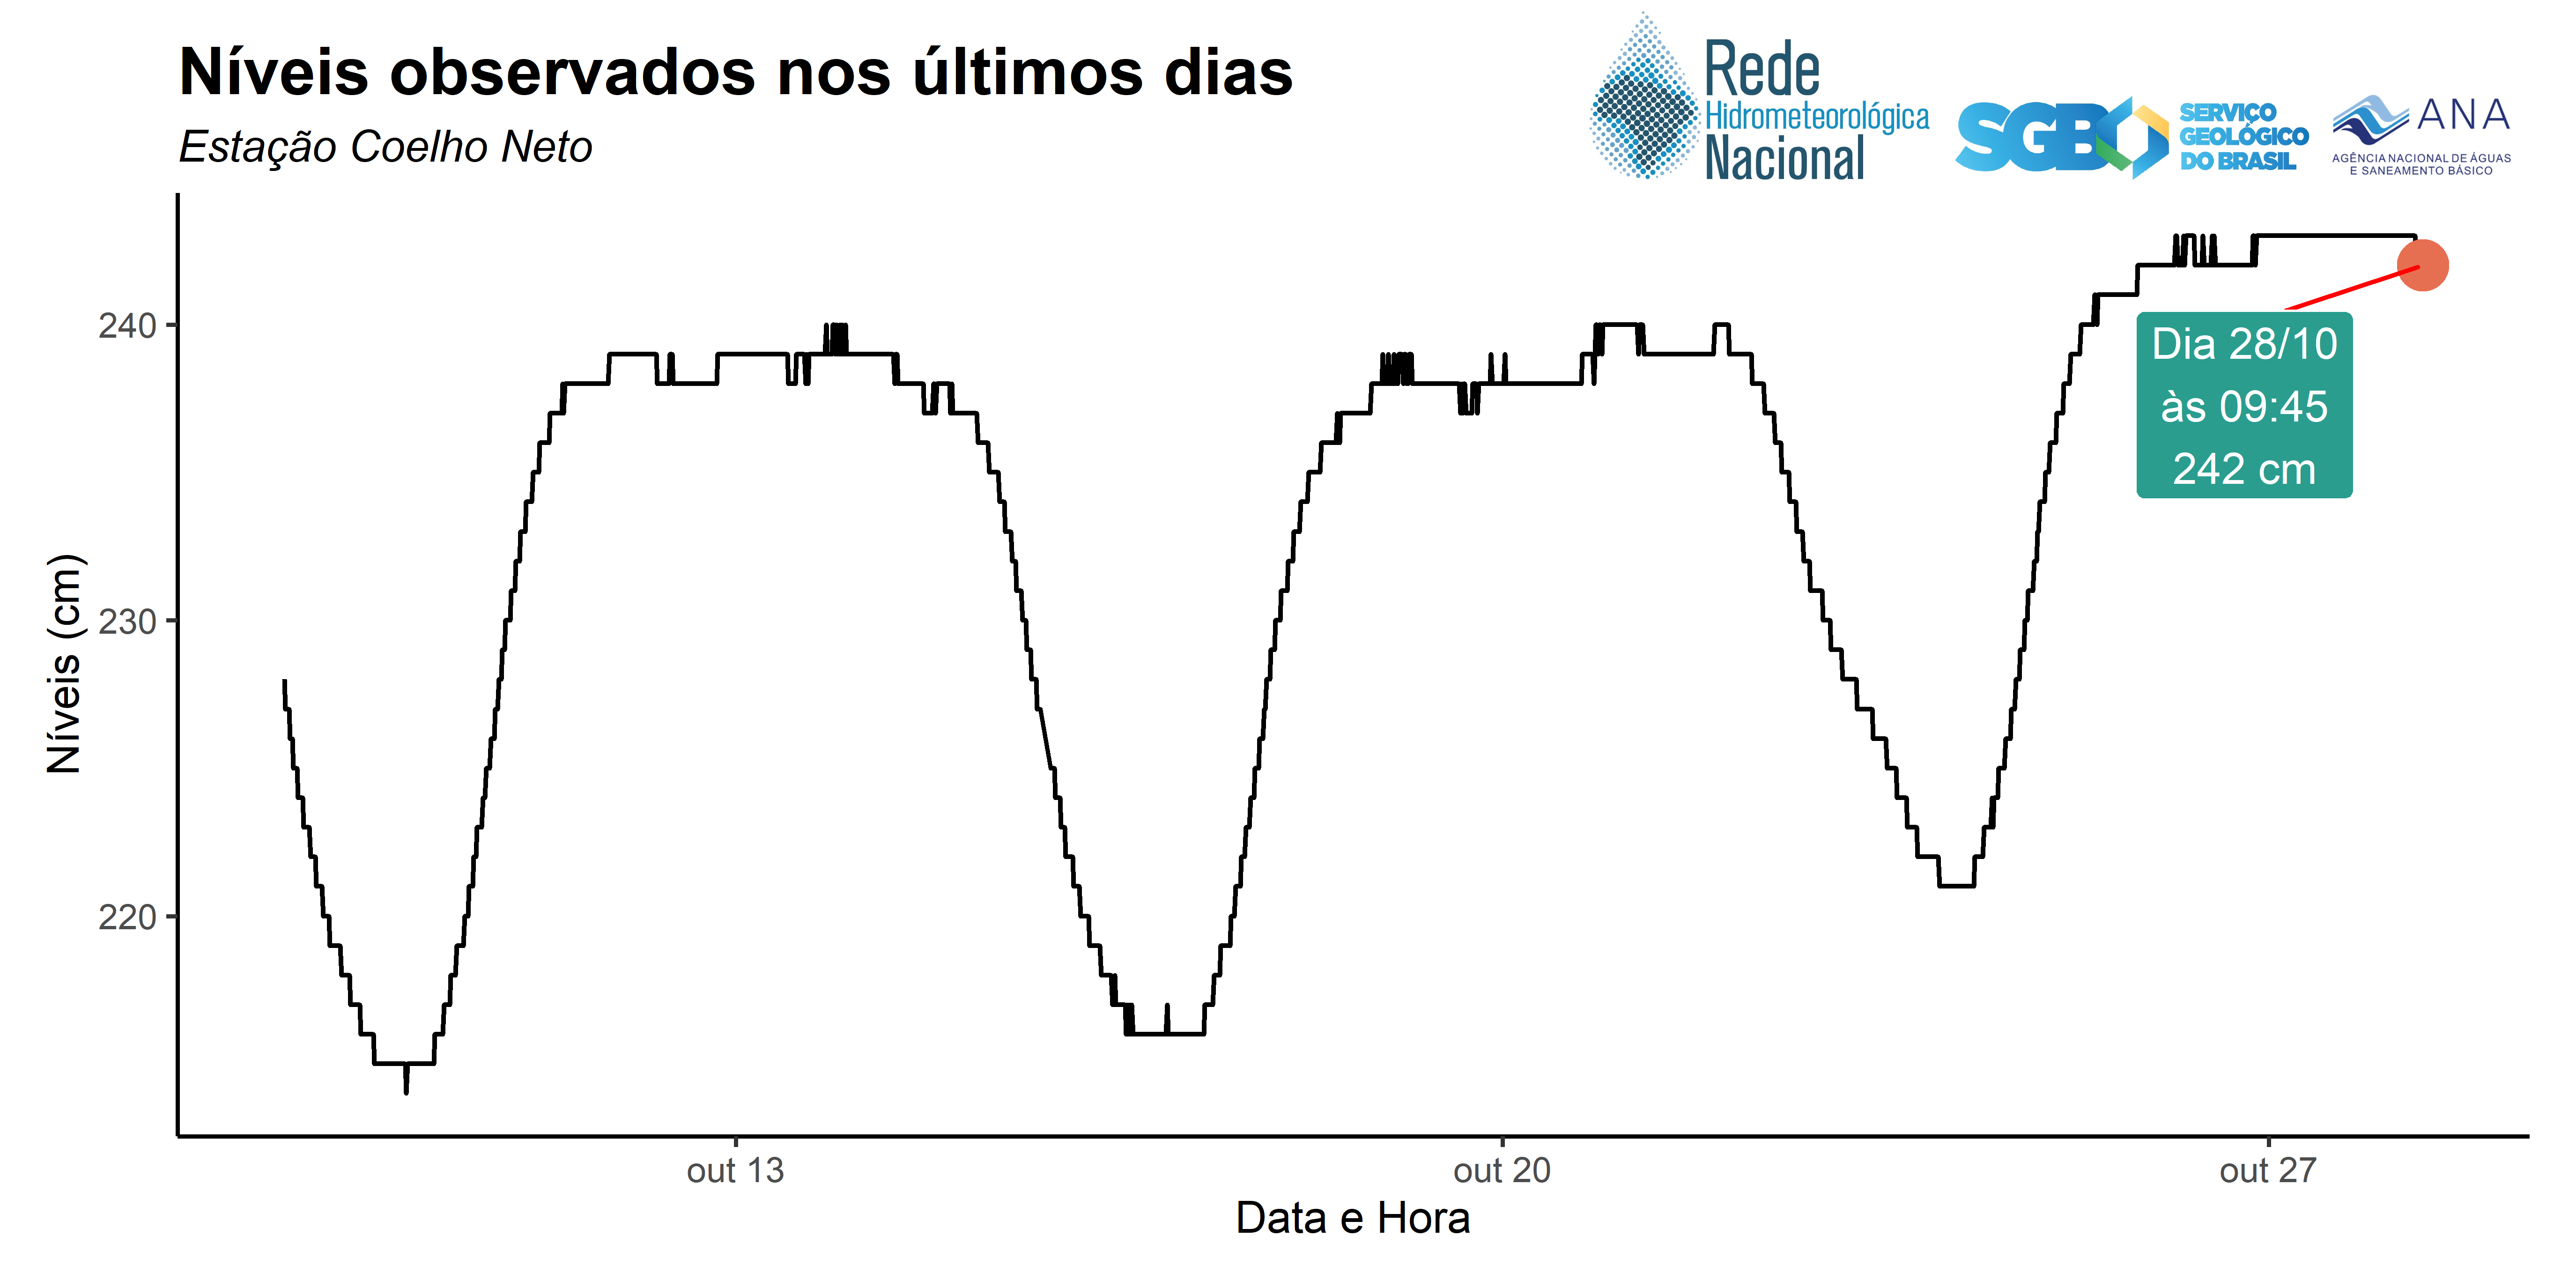 Níveis observados nos últimos dias
Estação Coelho Neto
Rede
Hidrometeorológica
Nacional
SGB
SERVIÇO
GEOLÓGICO
DO BRASIL
ANA
AGÊNCIA NACIONAL DE ÁGUAS
E SANEAMENTO BÁSICO
Níveis (cm)
240
230
220
Dia 28/10
às 09:45
242 cm
out 13
out 20
out 27
Data e Hora